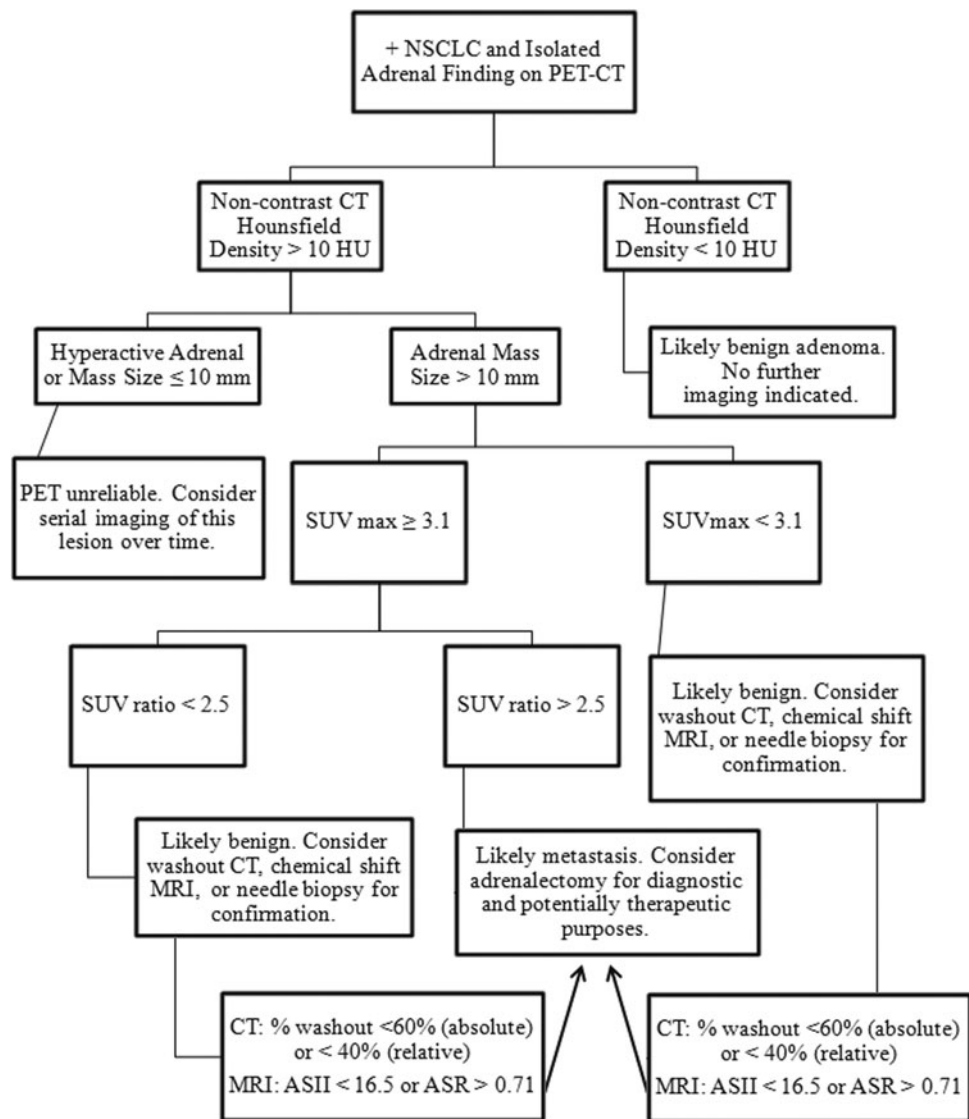 + NSCLC and Isolated
Adrenal Finding on PET-CT
Non-contrast CT
Hounsfield
Density > 10 HU
Non-contrast CT
Hounsfield
Density < 10 HU
Hyperactive Adrenal
or Mass Size ≤ 10 mm
Adrenal Mass
Size > 10 mm
Likely benign adenoma.
No further
imaging indicated.
PET unreliable. Consider
serial imaging of this
lesion over time.
SUV max ≥ 3.1
SUVmax < 3.1
SUV ratio < 2.5
SUV ratio > 2.5
Likely benign. Consider
washout CT, chemical shift
MRI, or needle biopsy for
confirmation.
Likely benign. Consider
washout CT, chemical shift
MRI, or needle biopsy for
confirmation.
Likely metastasis. Consider
adrenalectomy for diagnostic
and potentially therapeutic
purposes.
CT: % washout <60% (absolute)
or < 40% (relative)
MRI: ASII < 16.5 or ASR > 0.71
CT: % washout <60% (absolute)
or < 40% (relative)
MRI: ASII < 16.5 or ASR > 0.71